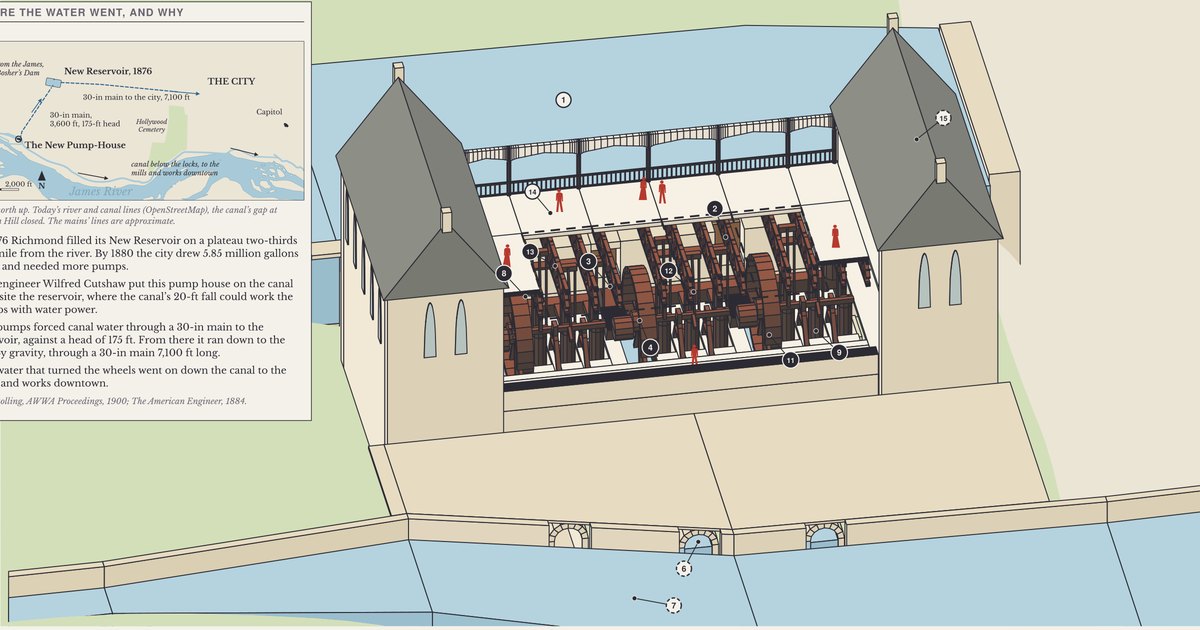 RE THE WATER WENT, AND WHY
om the James,
osher's Dam
New Reservoir, 1876
THE CITY
30-in main to the city, 7,100 ft
30-in main,
3,600 ft, 175-ft head
Hollywood
Cemetery
Capitol
The New Pump-House
canal below the locks, to the
mills and works downtown
2,000 ft
N
James River
orth up. Today's river and canal lines (OpenStreetMap), the canal's gap at
Hill closed. The mains' lines are approximate.
76 Richmond filled its New Reservoir on a plateau two-thirds
mile from the river. By 1880 the city drew 5.85 million gallons
and needed more pumps.
engineer Wilfred Cutshaw put this pump house on the canal
site the reservoir, where the canal's 20-ft fall could work the
ps with water power.
pumps forced canal water through a 30-in main to the
voir, against a head of 175 ft. From there it ran down to the
y gravity, through a 30-in main 7,100 ft long.
water that turned the wheels went on down the canal to the
and works downtown.
olling, AWWA Proceedings, 1900; The American Engineer, 1884.
1
15
14
2
13
3
12
8
4
11
9
6
7